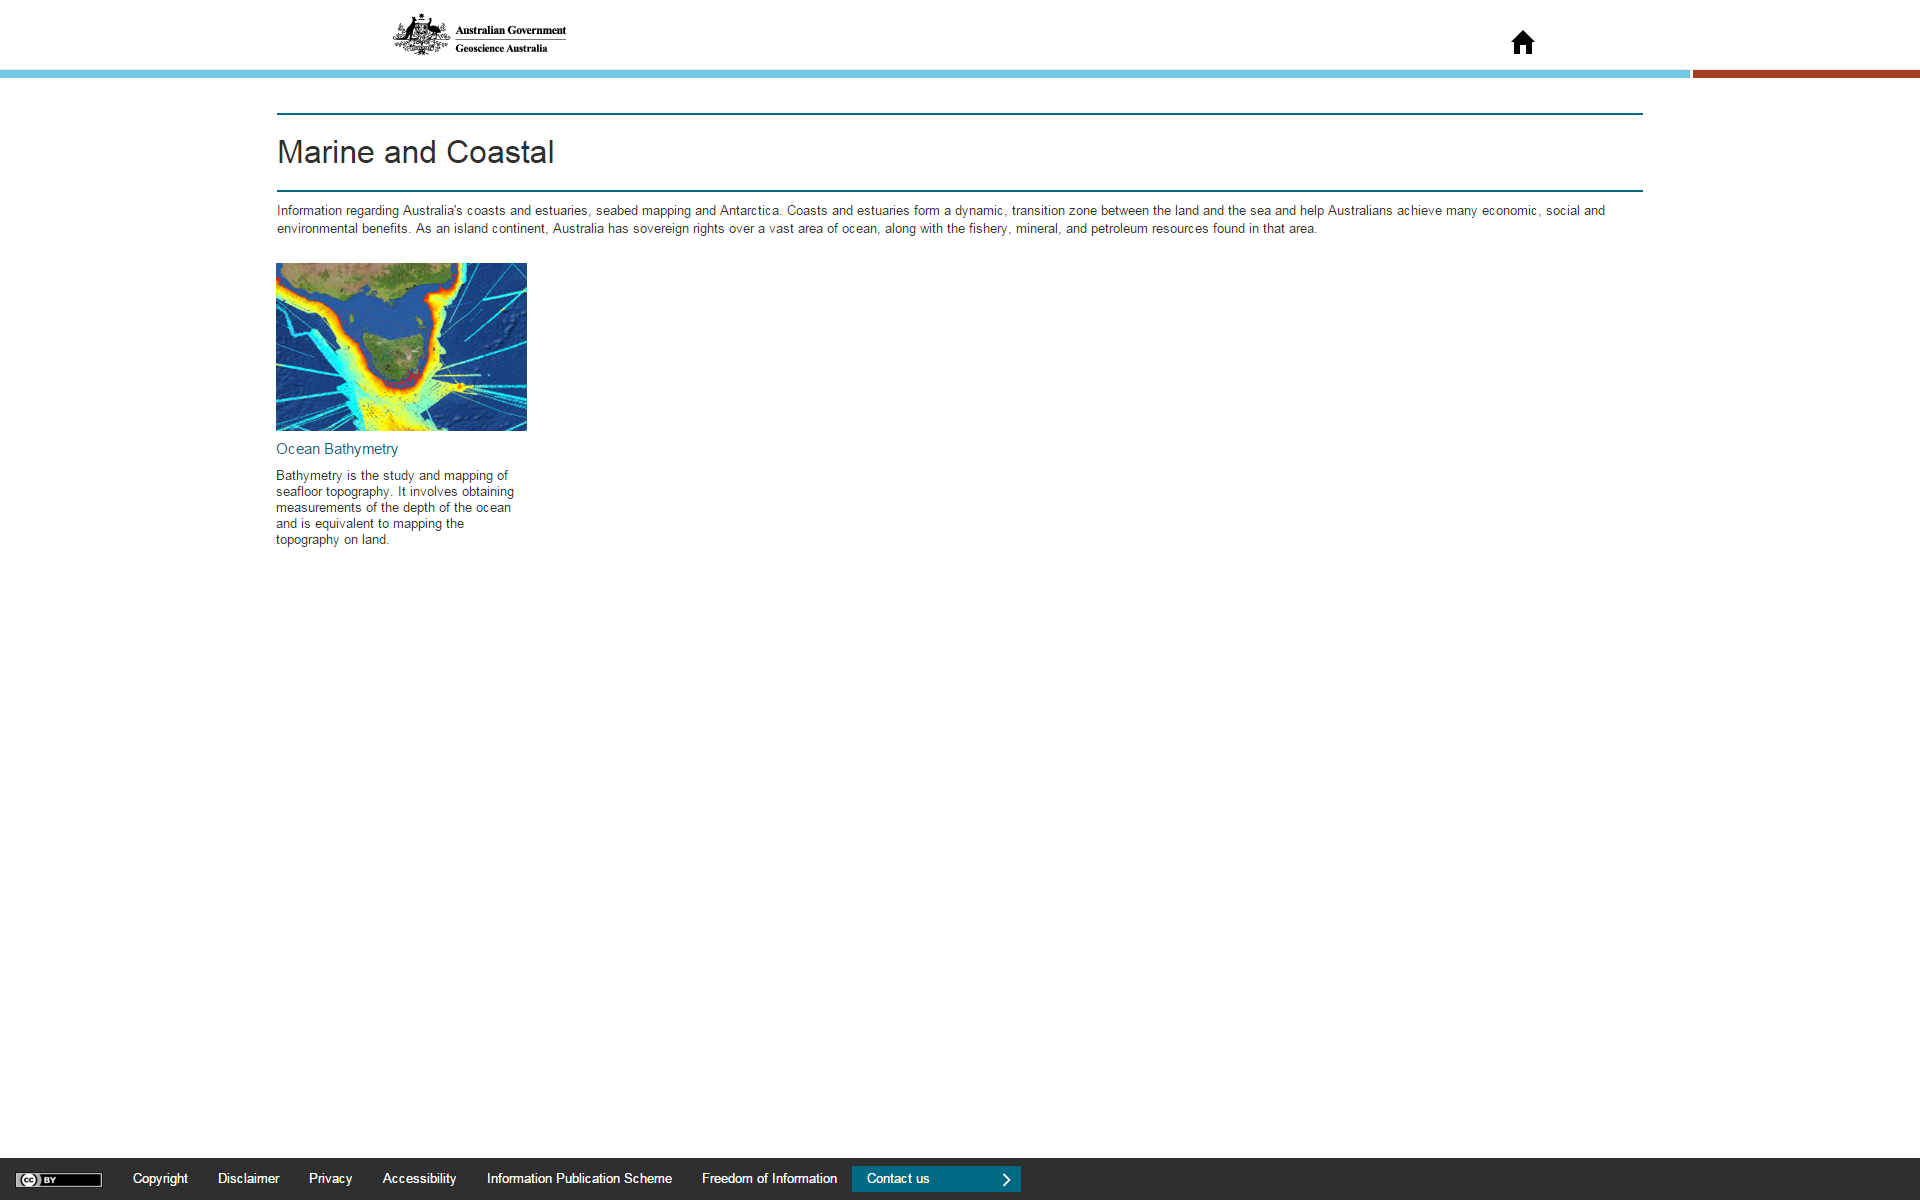 Australian Government
Geoscience Australia
Marine and Coastal
Information regarding Australia's coasts and estuaries, seabed mapping and Antarctica. Coasts and estuaries form a dynamic, transition zone between the land and the sea and help Australians achieve many economic, social and
environmental benefits. As an island continent, Australia has sovereign rights over a vast area of ocean, along with the fishery, mineral, and petroleum resources found in that area.
Ocean Bathymetry
Bathymetry is the study and mapping of
seafloor topography. It involves obtaining
measurements of the depth of the ocean
and is equivalent to mapping the
topography on land.
cc BY Copyright Disclaimer Privacy Accessibility Information Publication Scheme Freedom of Information Contact us